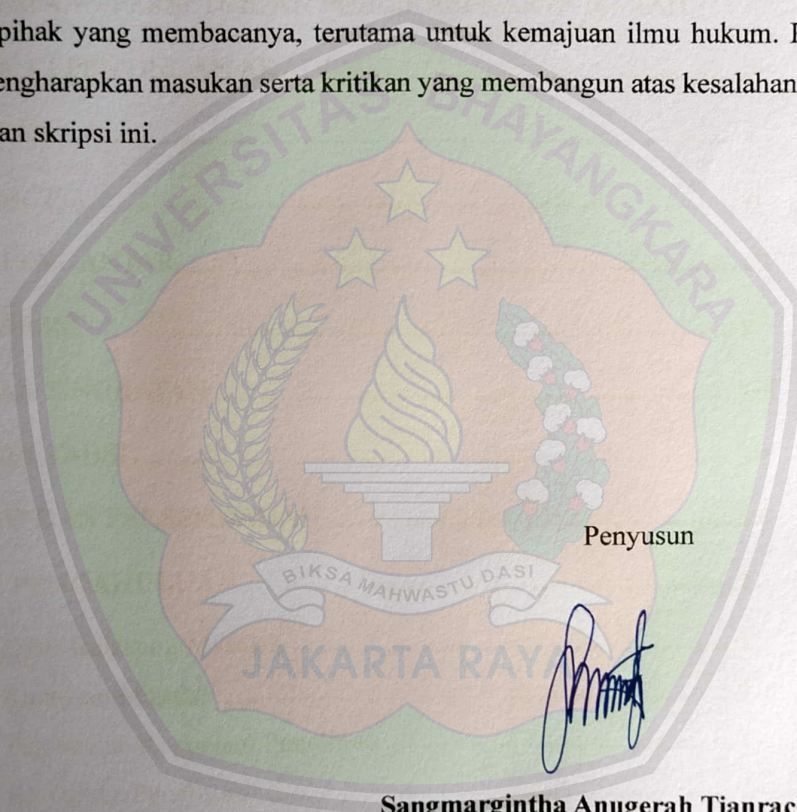 pihak yang membacanya, terutama untuk kemajuan ilmu hukum.
engharapkan masukan serta kritikan yang membangun atas kesalahan
an skripsi ini.
UNIVERSITAS BHAYANGKARA
Penyusun
BIKSA MAHWASTU DASI
JAKARTA RAYA
Sangmargintha Anugerah Tianrac